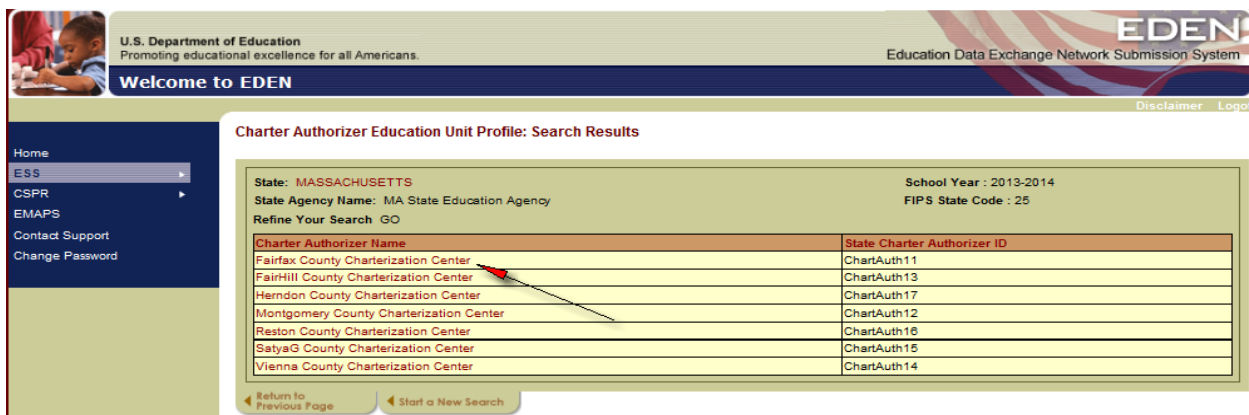 U.S. Department of Education
Promoting educational excellence for all Americans.
EDEN
Education Data Exchange Network Submission System
Welcome to EDEN
Disclaimer Logo
Home
ESS
CSPR
EMAPS
Contact Support
Change Password
Charter Authorizer Education Unit Profile: Search Results
State: MASSACHUSETTS School Year : 2013-2014
State Agency Name: MA State Education Agency FIPS State Code : 25
Refine Your Search GO
Charter Authorizer Name State Charter Authorizer ID
Fairfax County Charterization Center ChartAuth11
FairHill County Charterization Center ChartAuth13
Herndon County Charterization Center ChartAuth17
Montgomery County Charterization Center ChartAuth12
Reston County Charterization Center ChartAuth16
SatyaG County Charterization Center ChartAuth15
Vienna County Charterization Center ChartAuth14
Return to
Previous Page
Start a New Search